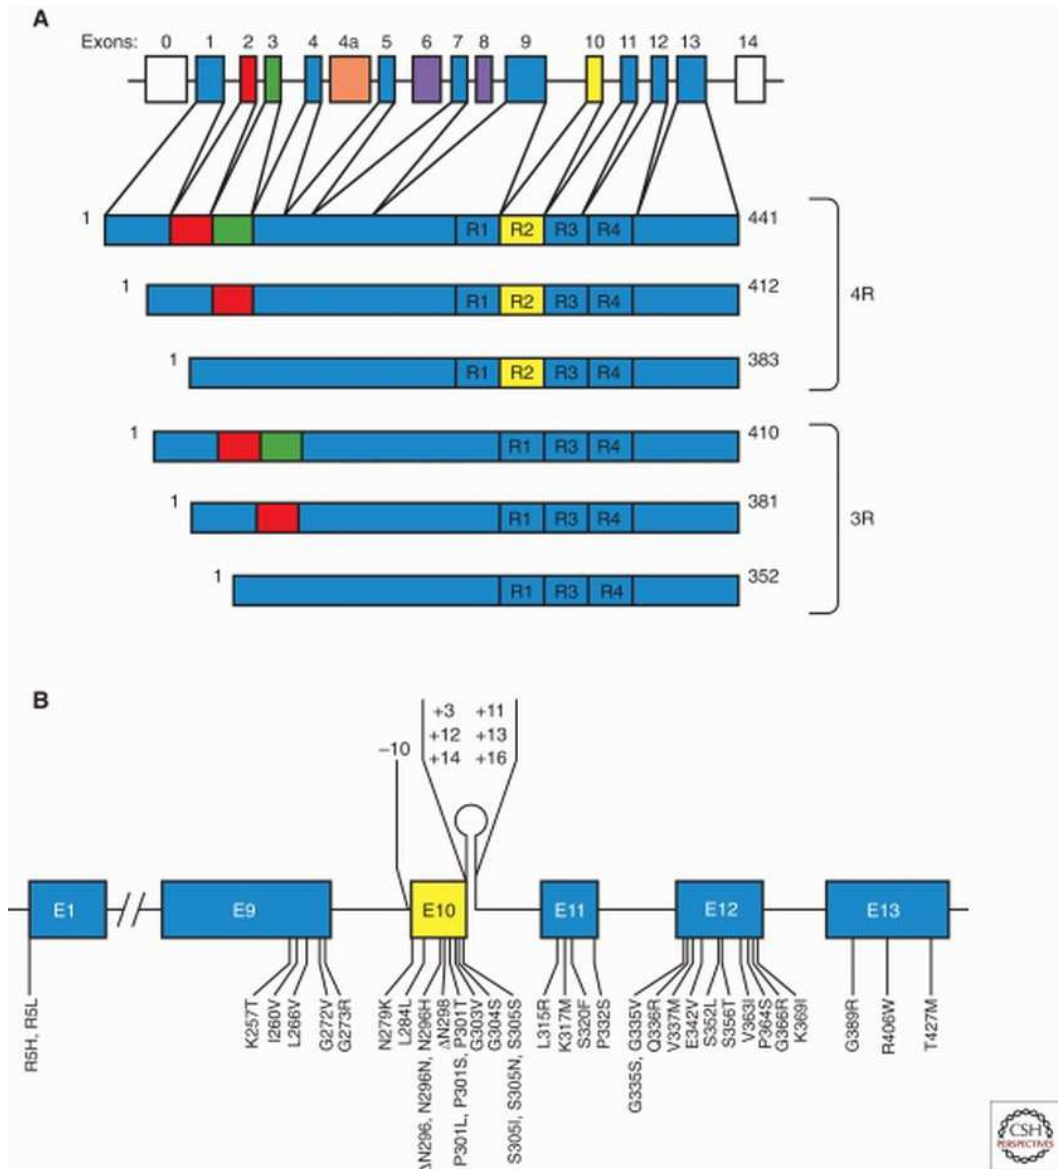 A
Exons: 0 1 2 3 4 4a 5 6 7 8 9 10 11 12 13 14
1 R1 R2 R3 R4 441
1 R1 R2 R3 R4 412
4R
1 R1 R2 R3 R4 383
1 R1 R3 R4 410
1 R1 R3 R4 381
3R
1 R1 R3 R4 352
B
+3 +11
+12 +13
−10
+14 +16
E1 E9 E10 E11 E12 E13
R5H, R5L
K257T
I260V
L266V
G272V
G273R
N279K
L284L
ΔN296, N296N, N296H
ΔN298
P301L, P301S, P301T
G303V
G304S
S305I, S305N, S305S
L315R
K317M
S320F
P332S
G335S, G335V
Q336R
V337M
E342V
S352L
S356T
V363I
P364S
G366R
K369I
G389R
R406W
T427M
CSH
PERSPECTIVES